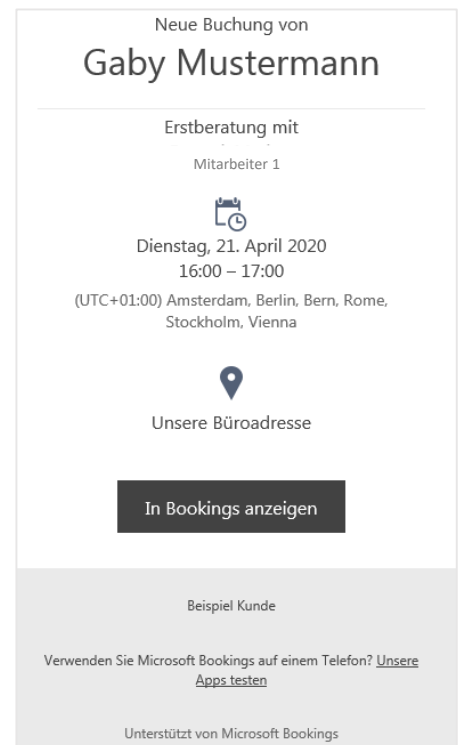 Neue Buchung von
Gaby Mustermann
Erstberatung mit
Mitarbeiter 1
Dienstag, 21. April 2020
16:00 – 17:00
(UTC+01:00) Amsterdam, Berlin, Bern, Rome,
Stockholm, Vienna
Unsere Büroadresse
In Bookings anzeigen
Beispiel Kunde
Verwenden Sie Microsoft Bookings auf einem Telefon? Unsere
Apps testen
Unterstützt von Microsoft Bookings